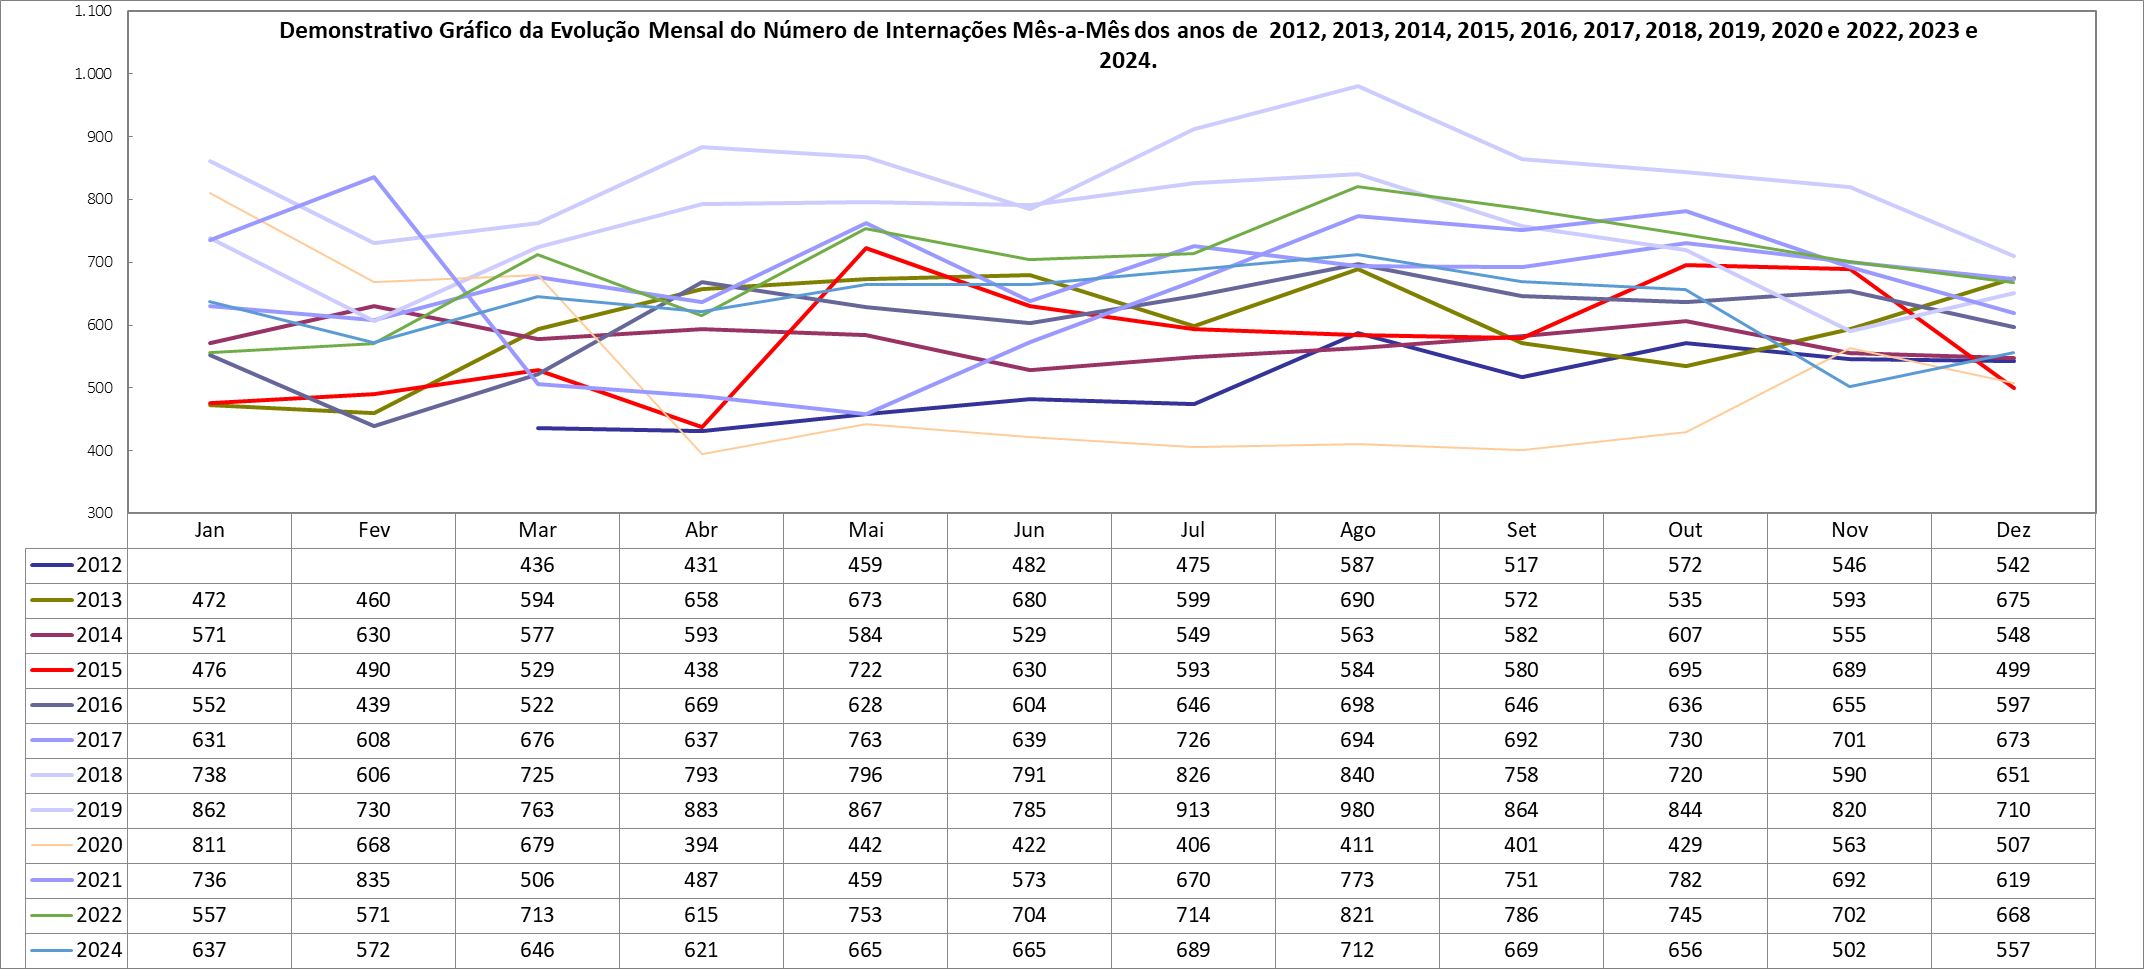 Demonstrativo Gráfico da Evolução Mensal do Número de Internações Mês-a-Mês dos anos de 2012, 2013, 2014, 2015, 2016, 2017, 2018, 2019, 2020 e 2022, 2023 e
2024.
1.100
1.000
900
800
700
600
500
400
300
Jan Fev Mar Abr Mai Jun Jul Ago Set Out Nov Dez
2012 436 431 459 482 475 587 517 572 546 542
2013 472 460 594 658 673 680 599 690 572 535 593 675
2014 571 630 577 593 584 529 549 563 582 607 555 548
2015 476 490 529 438 722 630 593 584 580 695 689 499
2016 552 439 522 669 628 604 646 698 646 636 655 597
2017 631 608 676 637 763 639 726 694 692 730 701 673
2018 738 606 725 793 796 791 826 840 758 720 590 651
2019 862 730 763 883 867 785 913 980 864 844 820 710
2020 811 668 679 394 442 422 406 411 401 429 563 507
2021 736 835 506 487 459 573 670 773 751 782 692 619
2022 557 571 713 615 753 704 714 821 786 745 702 668
2024 637 572 646 621 665 665 689 712 669 656 502 557